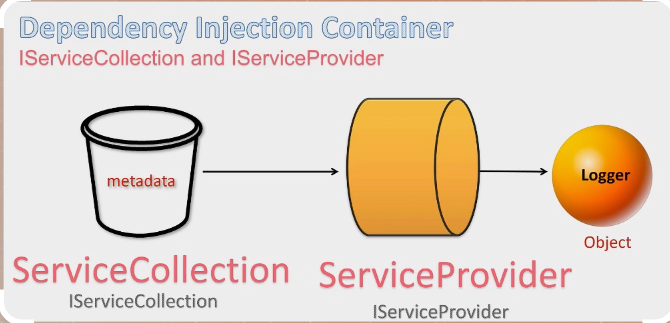 Dependency Injection Container
IServiceCollection and IServiceProvider
metadata
Logger
Object
ServiceCollection
IServiceCollection
ServiceProvider
IServiceProvider